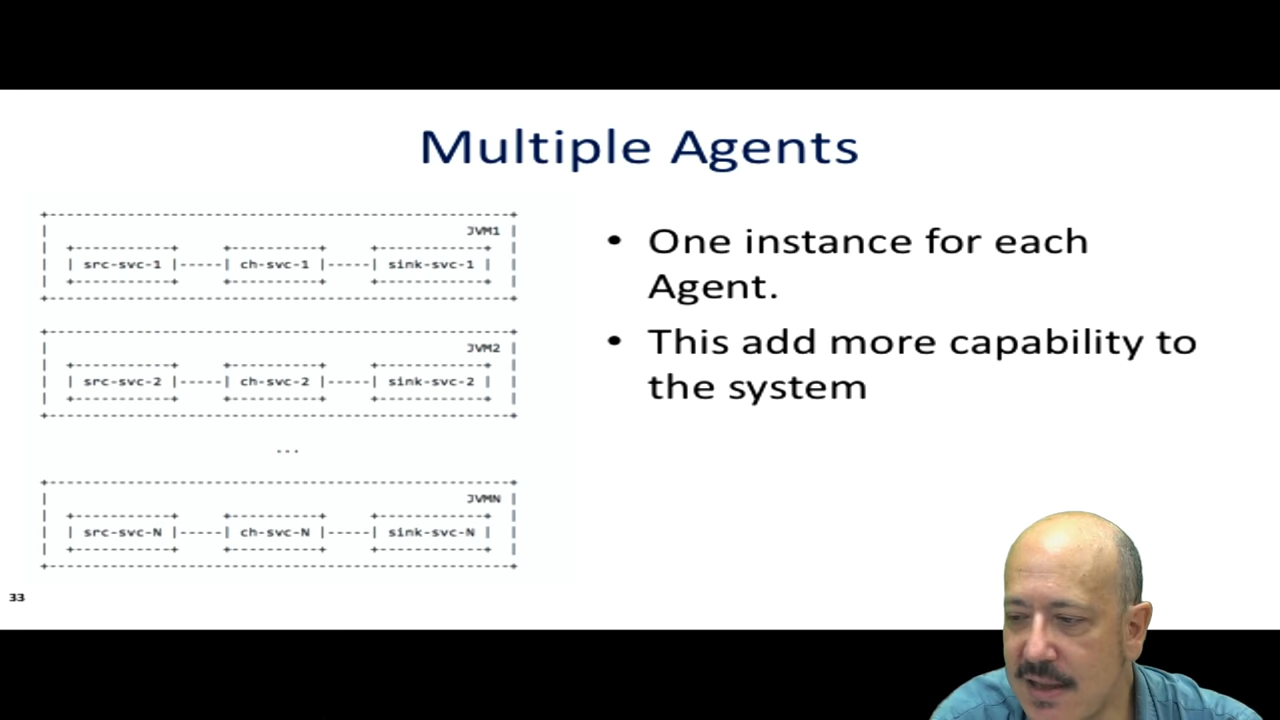 Multiple Agents
JVM1
src-svc-1 |-----| ch-svc-1 |-----| sink-svc-1
JVM2
src-svc-2 |-----| ch-svc-2 |-----| sink-svc-2
...
JVMN
src-svc-N |-----| ch-svc-N |-----| sink-svc-N
• One instance for each
Agent.
• This add more capability to
the system
33